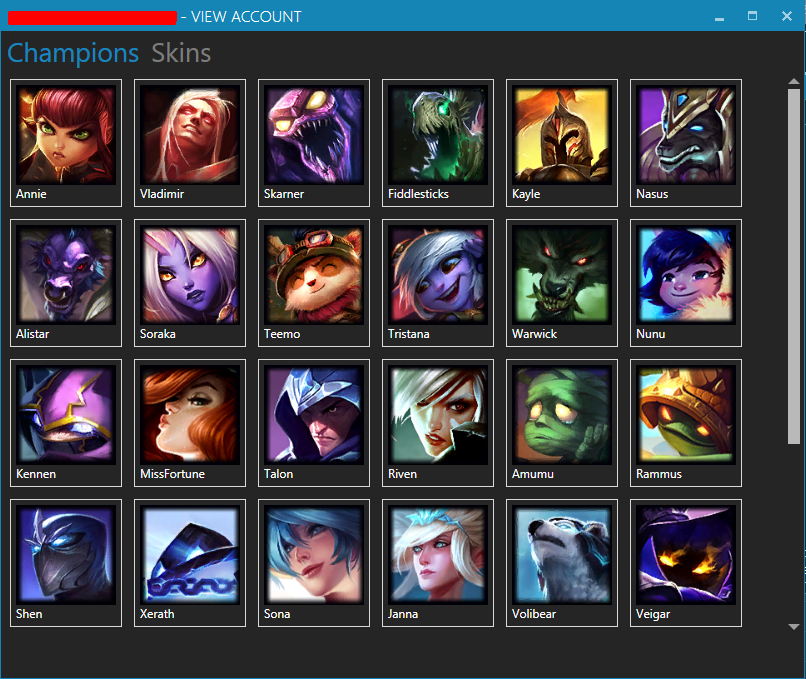 - VIEW ACCOUNT
Champions Skins
Annie Vladimir Skarner Fiddlesticks Kayle Nasus
Alistar Soraka Teemo Tristana Warwick Nunu
Kennen MissFortune Talon Riven Amumu Rammus
Shen Xerath Sona Janna Volibear Veigar